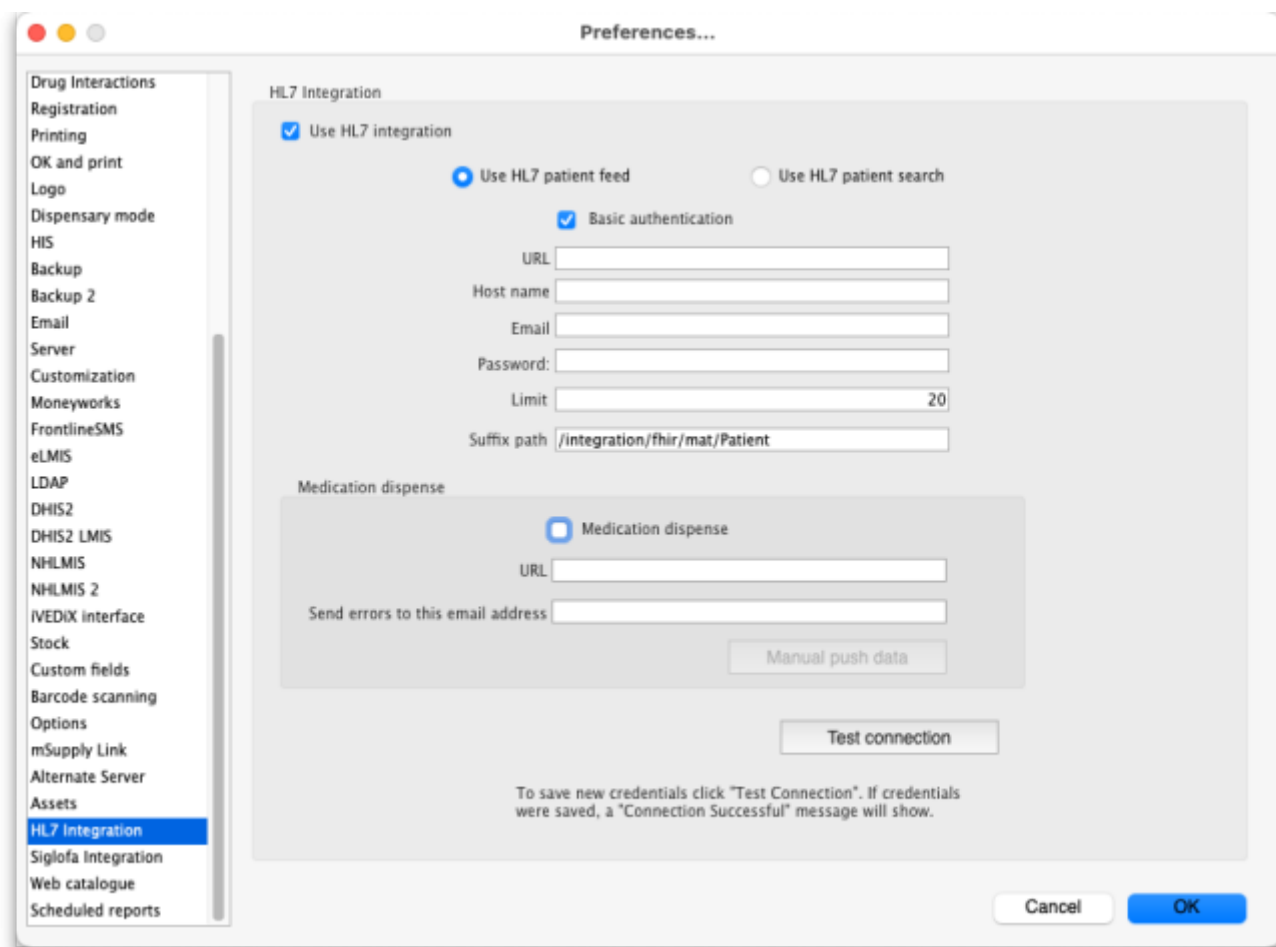 Preferences...
Drug Interactions
Registration
Printing
OK and print
Logo
Dispensary mode
HIS
Backup
Backup 2
Email
Server
Customization
Moneyworks
FrontlineSMS
eLMIS
LDAP
DHIS2
DHIS2 LMIS
NHLMIS
NHLMIS 2
iVEDiX interface
Stock
Custom fields
Barcode scanning
Options
mSupply Link
Alternate Server
Assets
HL7 Integration
Siglofa Integration
Web catalogue
Scheduled reports
HL7 Integration
Use HL7 integration
Use HL7 patient feed
Use HL7 patient search
Basic authentication
URL
Host name
Email
Password:
Limit 20
Suffix path /integration/fhir/mat/Patient
Medication dispense
Medication dispense
URL
Send errors to this email address
Manual push data
Test connection
To save new credentials click "Test Connection". If credentials
were saved, a "Connection Successful" message will show.
Cancel
OK